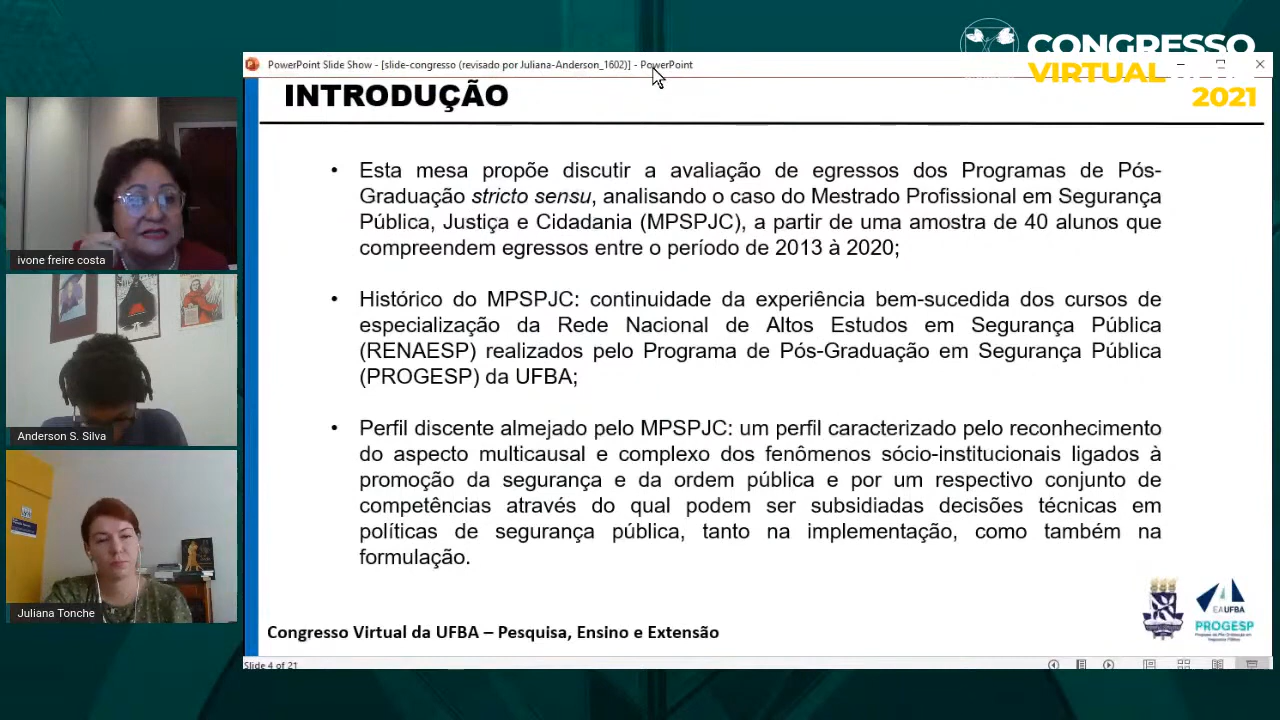 CONGRESSO
VIRTUAL
2021
PowerPoint Slide Show - [slide-congresso (revisado por Juliana-Anderson_1602)] - PowerPoint
INTRODUÇÃO
• Esta mesa propõe discutir a avaliação de egressos dos Programas de Pós-
Graduação stricto sensu, analisando o caso do Mestrado Profissional em Segurança
Pública, Justiça e Cidadania (MPSPJC), a partir de uma amostra de 40 alunos que
compreendem egressos entre o período de 2013 à 2020;
• Histórico do MPSPJC: continuidade da experiência bem-sucedida dos cursos de
especialização da Rede Nacional de Altos Estudos em Segurança Pública
(RENAESP) realizados pelo Programa de Pós-Graduação em Segurança Pública
(PROGESP) da UFBA;
• Perfil discente almejado pelo MPSPJC: um perfil caracterizado pelo reconhecimento
do aspecto multicausal e complexo dos fenômenos sócio-institucionais ligados à
promoção da segurança e da ordem pública e por um respectivo conjunto de
competências através do qual podem ser subsidiadas decisões técnicas em
políticas de segurança pública, tanto na implementação, como também na
formulação.
EAUFBA
PROGESP
Congresso Virtual da UFBA – Pesquisa, Ensino e Extensão
Slide 4 of 21
ivone freire costa
Anderson S. Silva
Juliana Tonche